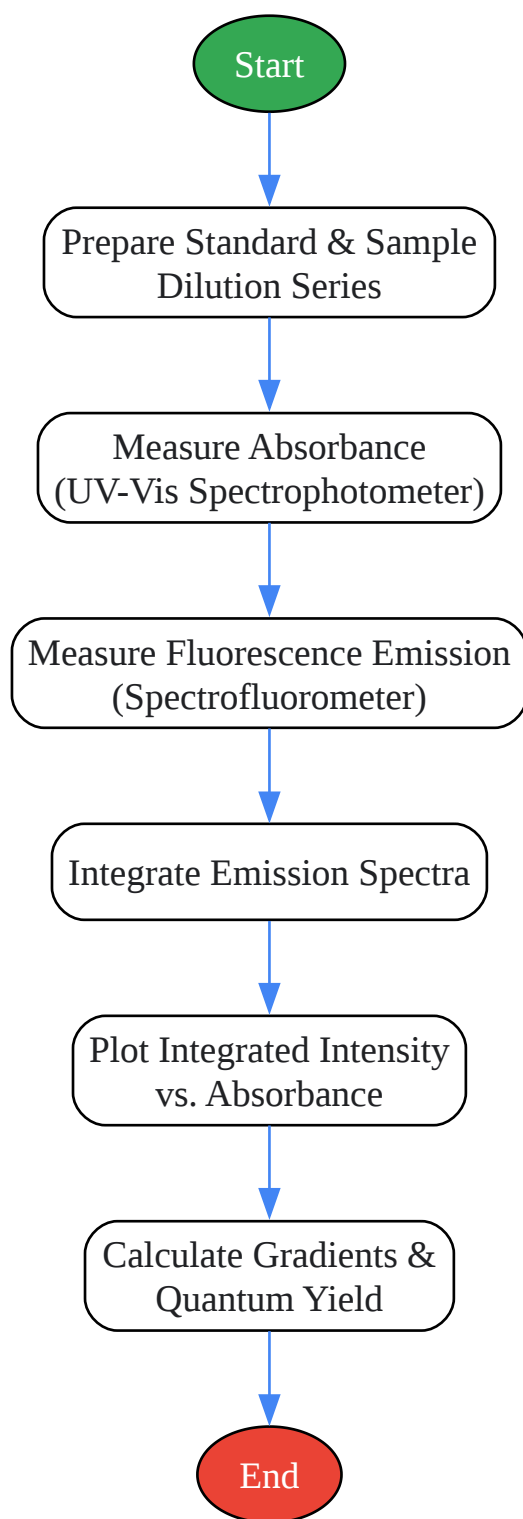 Start
Prepare Standard & Sample
Dilution Series
Measure Absorbance
(UV-Vis Spectrophotometer)
Measure Fluorescence Emission
(Spectrofluorometer)
Integrate Emission Spectra
Plot Integrated Intensity
vs. Absorbance
Calculate Gradients &
Quantum Yield
End